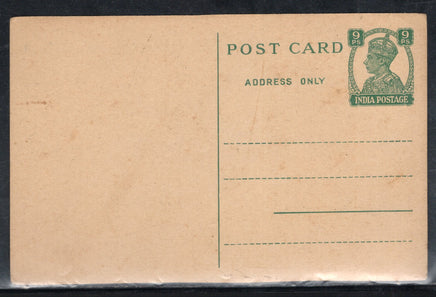 POST CARD
9 9
PS. PS.
ADDRESS ONLY
INDIA POSTAGE